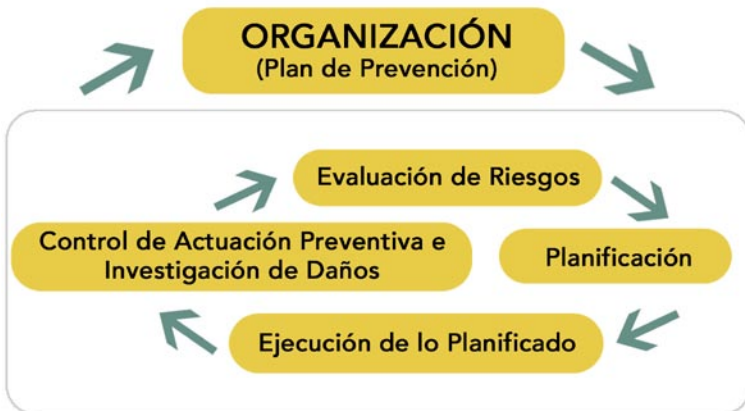 ORGANIZACIÓN
(Plan de Prevención)
Evaluación de Riesgos
Control de Actuación Preventiva e
Investigación de Daños
Planificación
Ejecución de lo Planificado